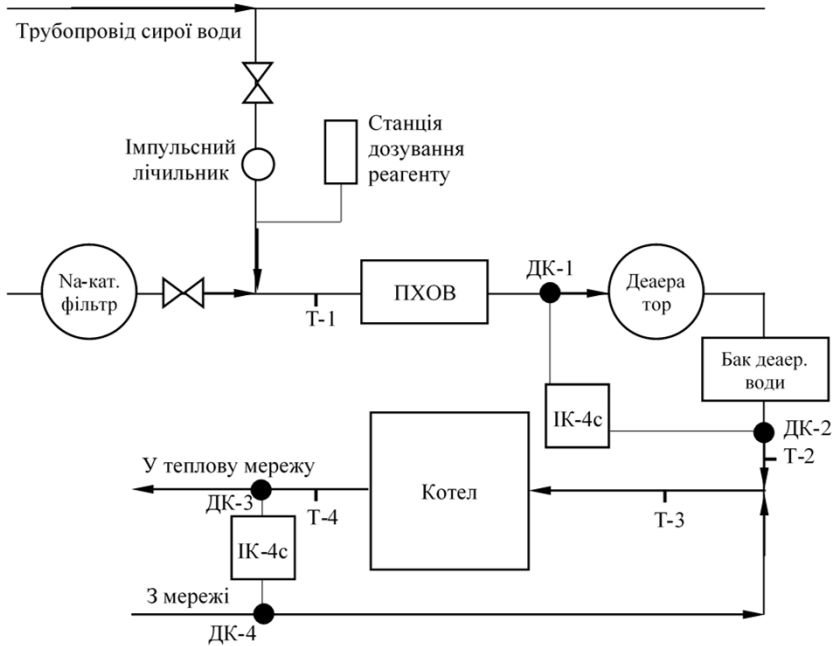 Трубопровід сирої води
Імпульсний
лічильник
Станція
дозування
реагенту
Na-кат.
фільтр
Т-1
ПХОВ
ДК-1
Деаера
тор
Бак деаер.
води
ІК-4с
ДК-2
Т-2
У теплову мережу
ДК-3
Т-4
Котел
Т-3
ІК-4с
З мережі
ДК-4